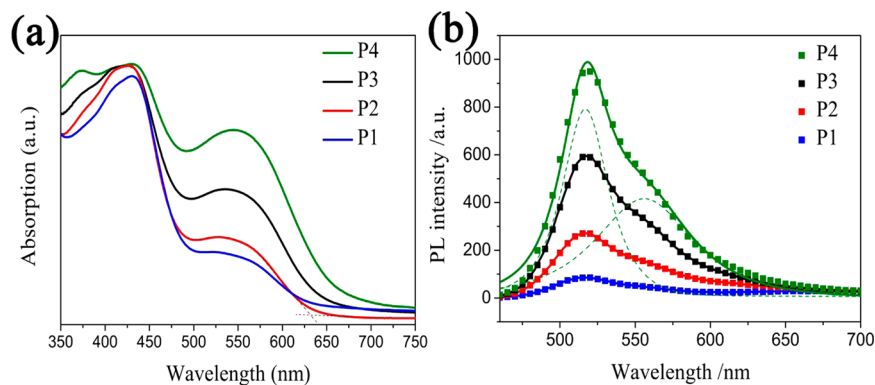 (a)
P4
P3
P2
P1
Absorption (a.u.)
350 400 450 500 550 600 650 700 750
Wavelength (nm)
(b)
P4
P3
P2
P1
PL intensity /a.u.
1000
800
600
400
200
0
500 550 600 650 700
Wavelength /nm